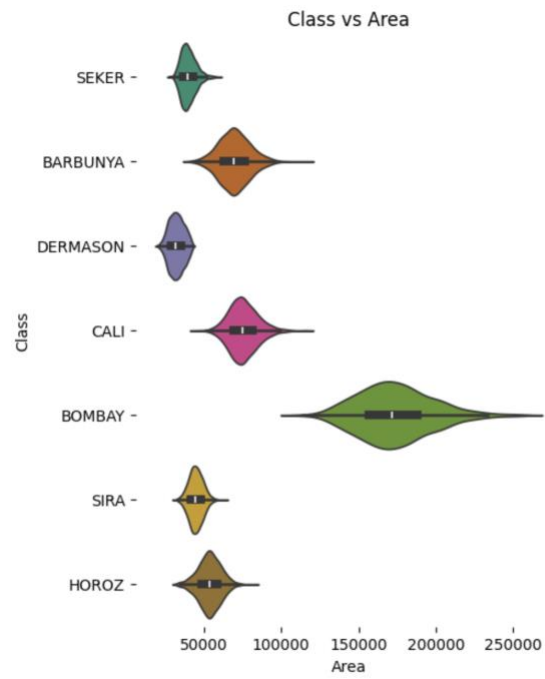 Class vs Area
SEKER
BARBUNYA
DERMASON
CALI
BOMBAY
SIRA
HOROZ
Class
50000 100000 150000 200000 250000
Area